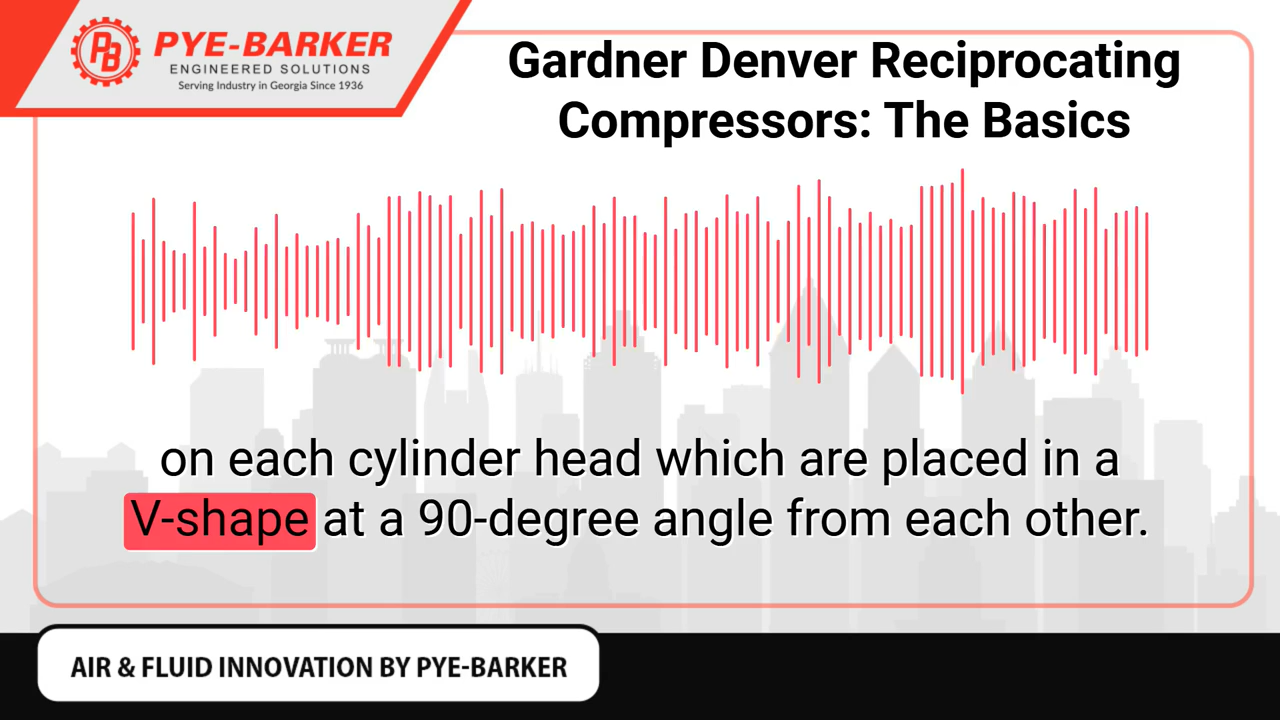 PB
PYE-BARKER
ENGINEERED SOLUTIONS
Serving Industry in Georgia Since 1936
Gardner Denver Reciprocating
Compressors: The Basics
on each cylinder head which are placed in a
V-shape at a 90-degree angle from each other.
AIR & FLUID INNOVATION BY PYE-BARKER